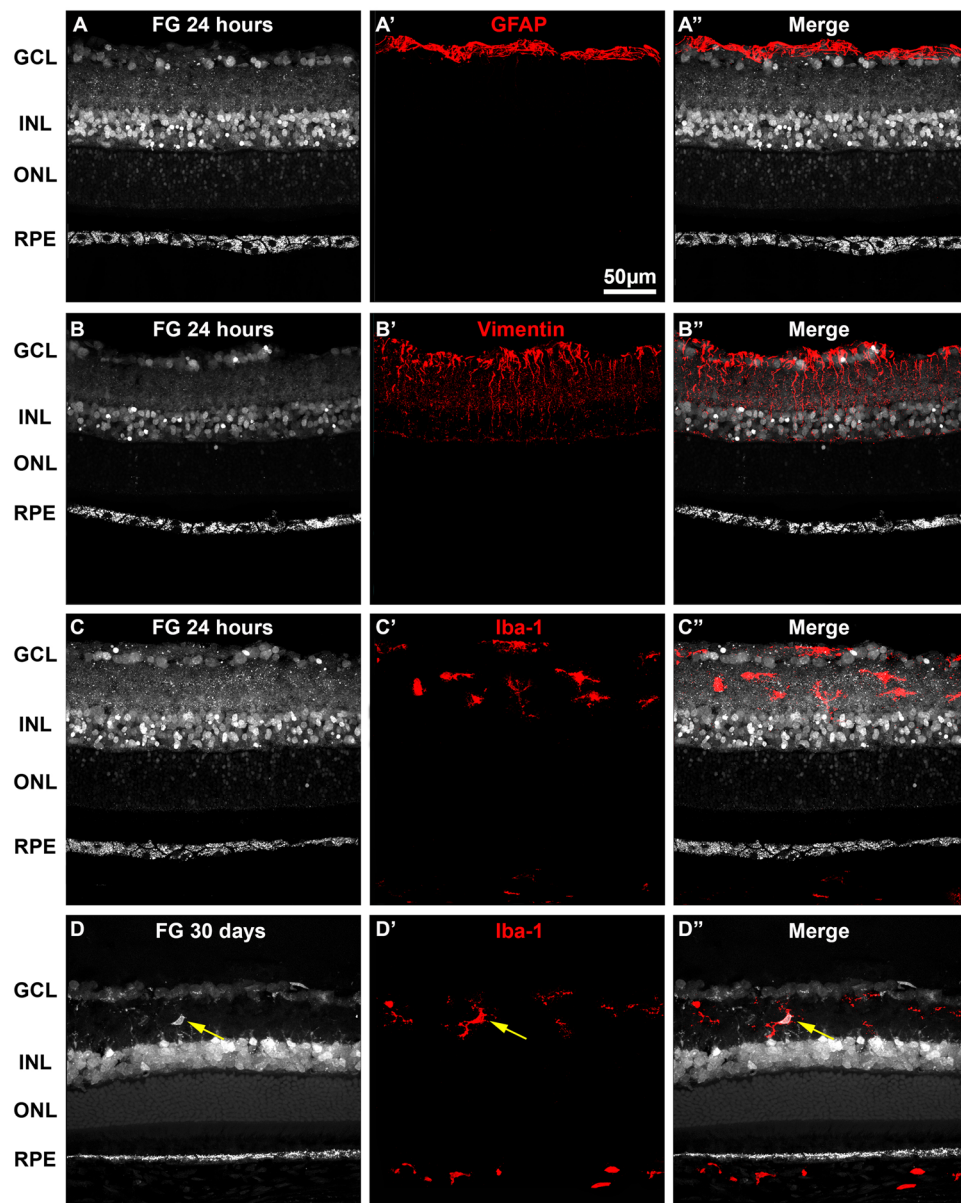 A FG 24 hours A' GFAP A” Merge
GCL
INL
ONL
RPE
50µm
B FG 24 hours B' Vimentin B” Merge
GCL
INL
ONL
RPE
C FG 24 hours C' Iba-1 C” Merge
GCL
INL
ONL
RPE
D FG 30 days D' Iba-1 D” Merge
GCL
INL
ONL
RPE